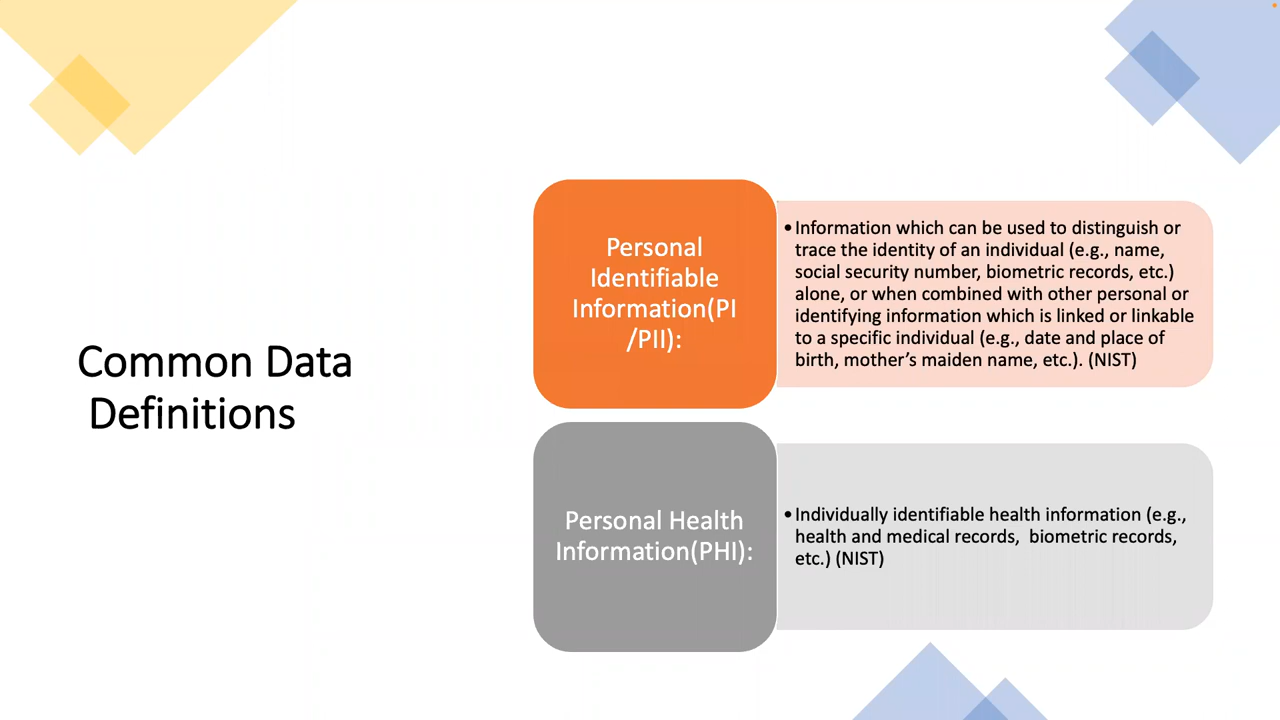 Common Data
Definitions
Personal
Identifiable
Information(PI
/PII):
•Information which can be used to distinguish or
trace the identity of an individual (e.g., name,
social security number, biometric records, etc.)
alone, or when combined with other personal or
identifying information which is linked or linkable
to a specific individual (e.g., date and place of
birth, mother’s maiden name, etc.). (NIST)
Personal Health
Information(PHI):
•Individually identifiable health information (e.g.,
health and medical records,  biometric records,
etc.) (NIST)